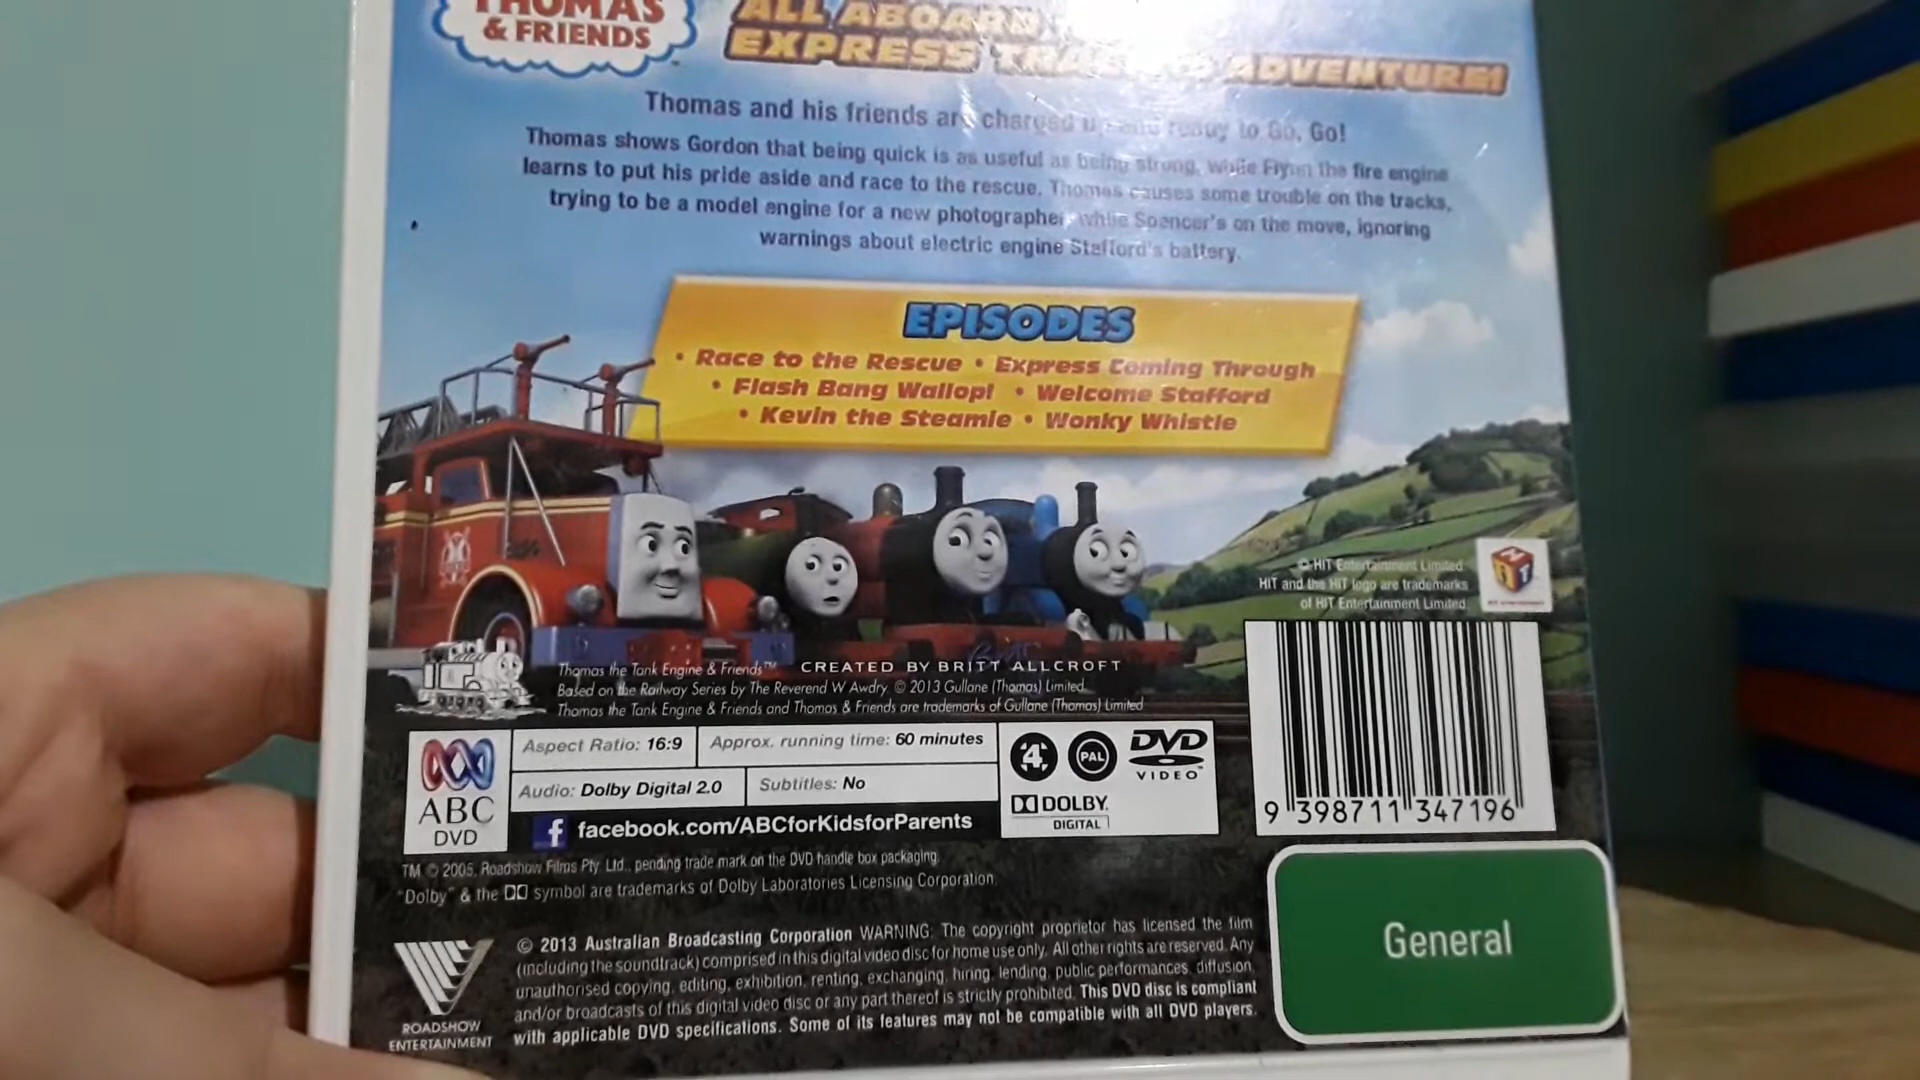 THOMAS
& FRIENDS
ALL ABOARD
EXPRESS ADVENTURE!
Thomas and his friends are charged up and ready to Go, Go!
Thomas shows Gordon that being quick is as useful as being strong, while Flynn the fire engine
learns to put his pride aside and race to the rescue. Thomas causes some trouble on the tracks,
trying to be a model engine for a new photographer while Spencer's on the move, ignoring
warnings about electric engine Stafford's battery.
EPISODES
• Race to the Rescue • Express Coming Through
• Flash Bang Wallop! • Welcome Stafford
• Kevin the Steamie • Wonky Whistle
© HIT Entertainment Limited
HIT and the HIT logo are trademarks
of HIT Entertainment Limited.
HIT
Thomas the Tank Engine & Friends™ CREATED BY BRITT ALLCROFT
Based on the Railway Series by The Reverend W Awdry © 2013 Gullane (Thomas) Limited.
Thomas the Tank Engine & Friends and Thomas & Friends are trademarks of Gullane (Thomas) Limited
ABC
DVD
Aspect Ratio: 16:9
Approx. running time: 60 minutes
Audio: Dolby Digital 2.0
Subtitles: No
f facebook.com/ABCforKidsforParents
4
PAL
DVD
VIDEO™
DOLBY
DIGITAL
9 398711 347196
TM © 2005. Roadshow Films Pty. Ltd., pending trade mark on the DVD handle box packaging.
"Dolby" & the symbol are trademarks of Dolby Laboratories Licensing Corporation.
General
ROADSHOW
ENTERTAINMENT
© 2013 Australian Broadcasting Corporation WARNING: The copyright proprietor has licensed the film
(including the soundtrack) comprised in this digital video disc for home use only. All other rights are reserved. Any
unauthorised copying, editing, exhibition, renting, exchanging, hiring, lending, public performances, diffusion,
and/or broadcasts of this digital video disc or any part thereof is strictly prohibited. This DVD disc is compliant
with applicable DVD specifications. Some of its features may not be compatible with all DVD players.